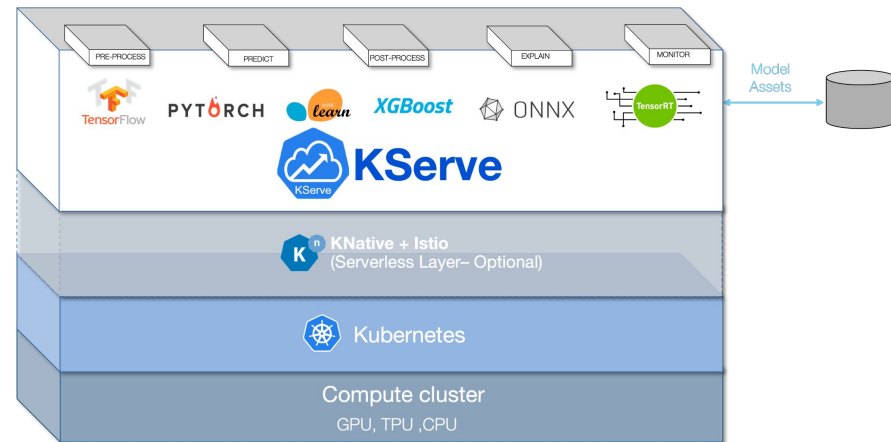 PRE-PROCESS
PREDICT
POST-PROCESS
EXPLAIN
MONITOR
Model
Assets
TensorFlow
PYTORCH
scikit
learn
XGBoost
ONNX
TensorRT
KServe
KServe
K
n
KNative + Istio
(Serverless Layer– Optional)
Kubernetes
Compute cluster
GPU, TPU ,CPU